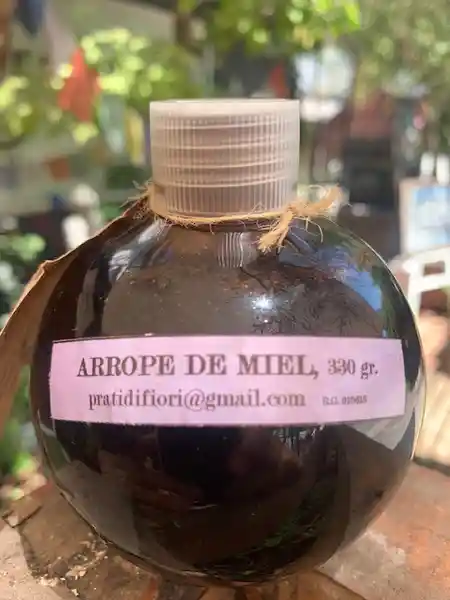 ARROPE DE MIEL, 330 gr.
pratidifiori@gmail.com